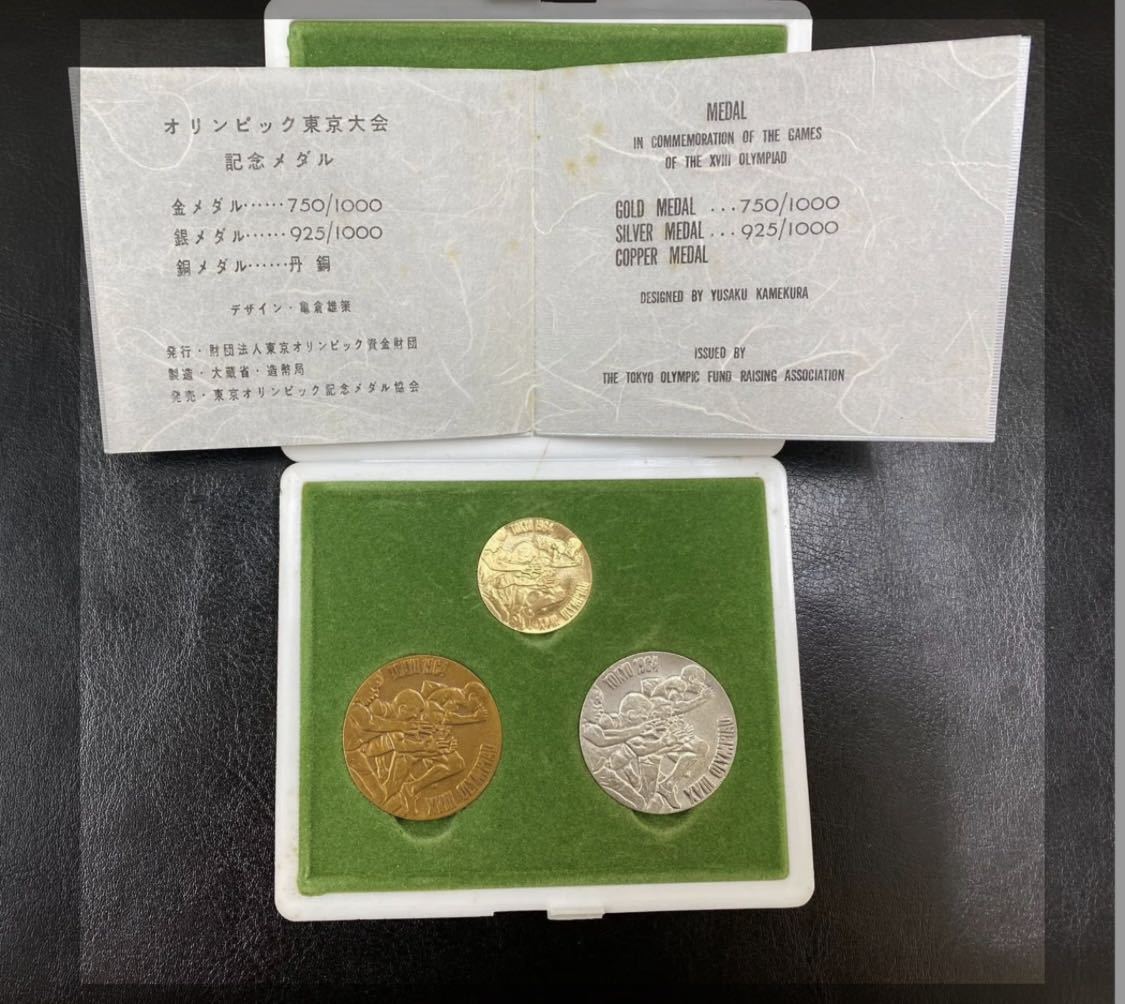 オリンピック東京大会
記念メダル
金メダル……750/1000
銀メダル……925/1000
銅メダル……丹銅
デザイン・亀倉雄策
発行・財団法人東京オリンピック資金財団
製造・大蔵省・造幣局
発売・東京オリンピック記念メダル協会
MEDAL
IN COMMEMORATION OF THE GAMES
OF THE XVIII OLYMPIAD
GOLD MEDAL ...750/1000
SILVER MEDAL ...925/1000
COPPER MEDAL
DESIGNED BY YUSAKU KAMEKURA
ISSUED BY
THE TOKYO OLYMPIC FUND RAISING ASSOCIATION
TOKYO 1964
XVIII OLYMPIAD
TOKYO 1964
XVIII OLYMPIAD
TOKYO 1964
XVIII OLYMPIAD